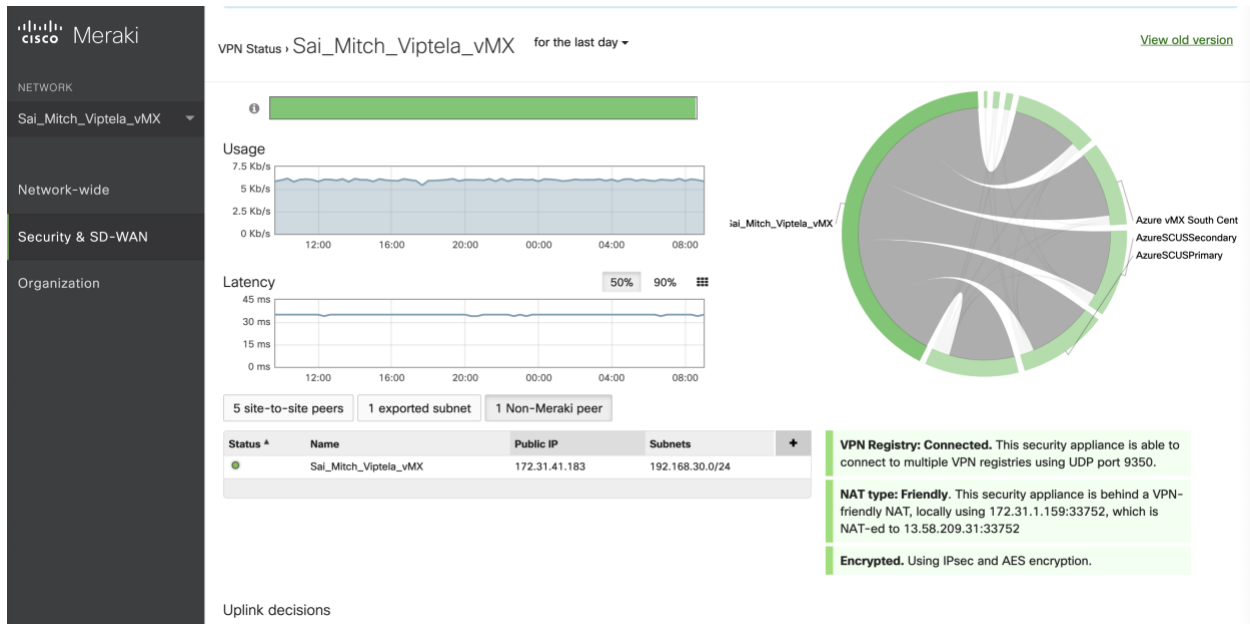 cisco Meraki
NETWORK
Sai_Mitch_Viptela_vMX
Network-wide
Security & SD-WAN
Organization
VPN Status › Sai_Mitch_Viptela_vMX for the last day
View old version
Usage
7.5 Kb/s
5 Kb/s
2.5 Kb/s
0 Kb/s
12:00 16:00 20:00 00:00 04:00 08:00
Latency 50% 90%
45 ms
30 ms
15 ms
0 ms
12:00 16:00 20:00 00:00 04:00 08:00
5 site-to-site peers 1 exported subnet 1 Non-Meraki peer
Status Name Public IP Subnets +
Sai_Mitch_Viptela_vMX 172.31.41.183 192.168.30.0/24
Sai_Mitch_Viptela_vMX
Azure vMX South Cent
AzureSCUSSecondary
AzureSCUSPrimary
VPN Registry: Connected. This security appliance is able to
connect to multiple VPN registries using UDP port 9350.
NAT type: Friendly. This security appliance is behind a VPN-
friendly NAT, locally using 172.31.1.159:33752, which is
NAT-ed to 13.58.209.31:33752
Encrypted. Using IPsec and AES encryption.
Uplink decisions